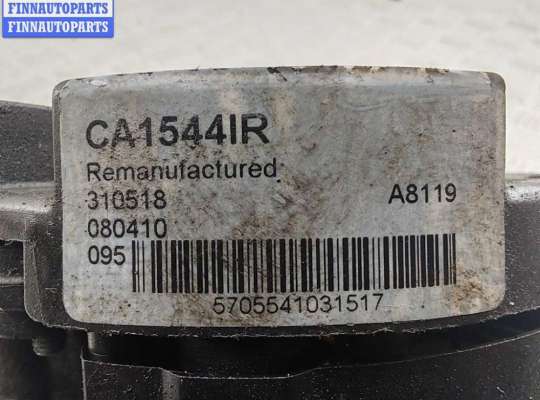 FINNAUTOPARTS
FINNAUTOPARTS
CA1544IR
Remanufactured
310518 A8119
080410
095
5705541031517